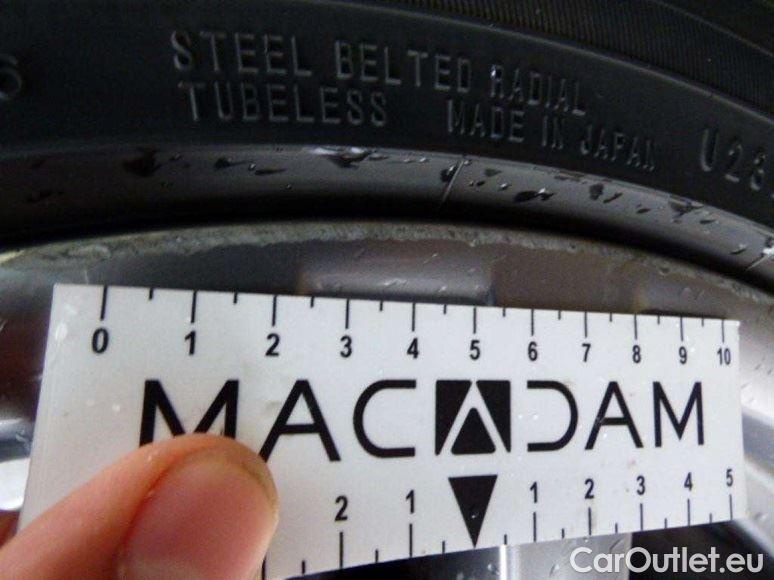 STEEL BELTED RADIAL
TUBELESS MADE IN JAPAN
0 1 2 3 4 5 6 7 8 9 10
MACADAM
2 1 1 2 3 4 5
CarOutlet.eu